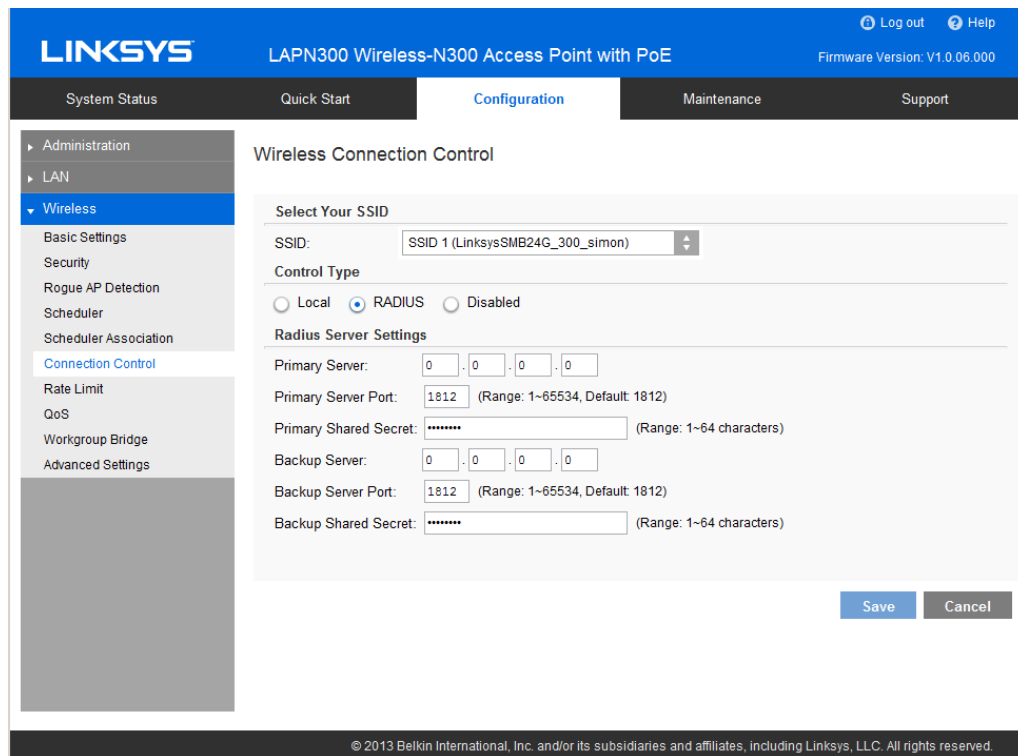 Log out Help
LINKSYS LAPN300 Wireless-N300 Access Point with PoE Firmware Version: V1.0.06.000
System Status Quick Start Configuration Maintenance Support
Administration
LAN
Wireless
Basic Settings
Security
Rogue AP Detection
Scheduler
Scheduler Association
Connection Control
Rate Limit
QoS
Workgroup Bridge
Advanced Settings
Wireless Connection Control
Select Your SSID
SSID: SSID 1 (LinksysSMB24G_300_simon)
Control Type
Local RADIUS Disabled
Radius Server Settings
Primary Server: 0 . 0 . 0 . 0
Primary Server Port: 1812 (Range: 1~65534, Default: 1812)
Primary Shared Secret: •••••••• (Range: 1~64 characters)
Backup Server: 0 . 0 . 0 . 0
Backup Server Port: 1812 (Range: 1~65534, Default: 1812)
Backup Shared Secret: •••••••• (Range: 1~64 characters)
Save Cancel
© 2013 Belkin International, Inc. and/or its subsidiaries and affiliates, including Linksys, LLC. All rights reserved.